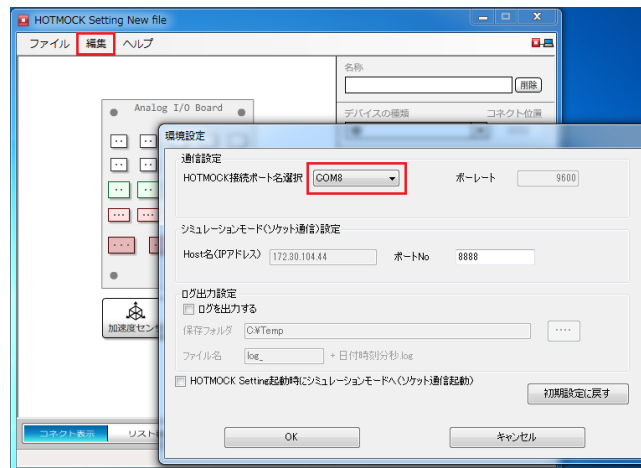 HOTMOCK Setting New file
ファイル 編集 ヘルプ
名称
削除
Analog I/O Board
デバイスの種類 コネクト位置
環境設定
通信設定
HOTMOCK接続ポート名選択 COM8 ボーレート 9600
シミュレーションモード(ソケット通信)設定
Host名(IPアドレス) 172.30.104.44 ポートNo 8888
ログ出力設定
ログを出力する
保存フォルダ C:¥Temp ....
ファイル名 log_ + 日付時刻分秒.log
HOTMOCK Setting起動時にシミュレーションモードへ(ソケット通信起動)
初期設定に戻す
加速度センサ
コネクト表示 リスト
OK キャンセル